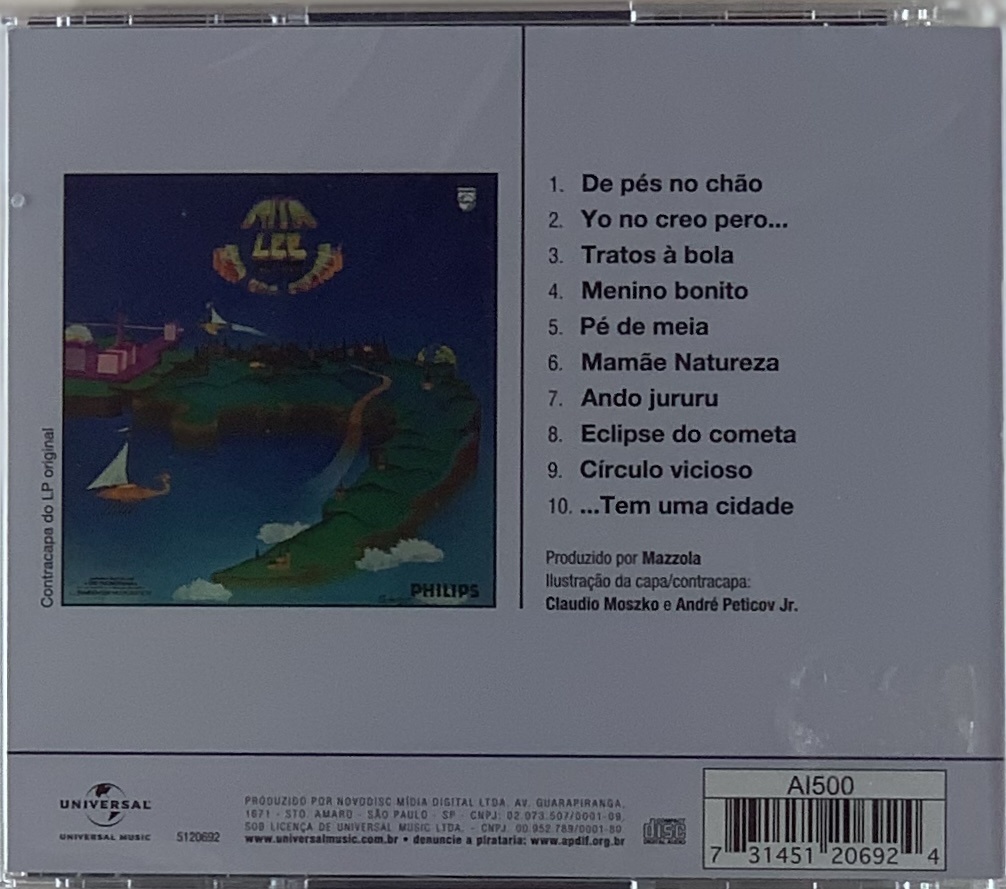 LEE
PHILIPS
Contracapa do LP original
1. De pés no chão
2. Yo no creo pero...
3. Tratos à bola
4. Menino bonito
5. Pé de meia
6. Mamãe Natureza
7. Ando jururu
8. Eclipse do cometa
9. Círculo vicioso
10. ...Tem uma cidade
Produzido por Mazzola
Ilustração da capa/contracapa:
Claudio Moszko e André Peticov Jr.
UNIVERSAL
UNIVERSAL MUSIC
5120692
PRODUZIDO POR NOVODISC MÍDIA DIGITAL LTDA. AV. GUARAPIRANGA,
1671 - STO. AMARO - SÃO PAULO - SP - CNPJ: 02.973.507/0001-09,
SOB LICENÇA DE UNIVERSAL MUSIC LTDA. - CNPJ. 00.952.789/0001-80.
www.universalmusic.com.br • denuncie a pirataria: www.apdif.org.br
COMPACT
disc
DIGITAL AUDIO
AI500
7 31451 20692 4